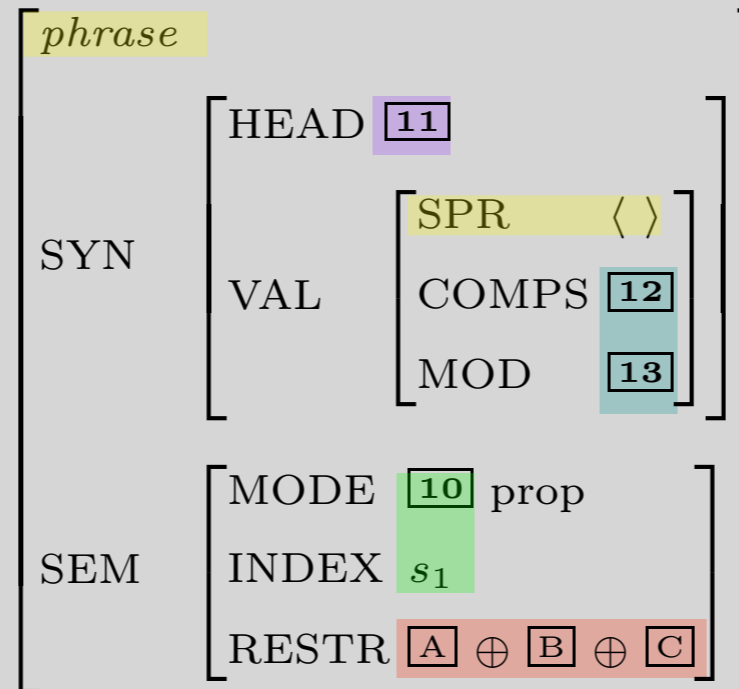 phrase
HEAD 11
SPR ⟨ ⟩
SYN
VAL
COMPS 12
MOD 13
MODE 10 prop
SEM
INDEX s₁
RESTR A ⊕ B ⊕ C